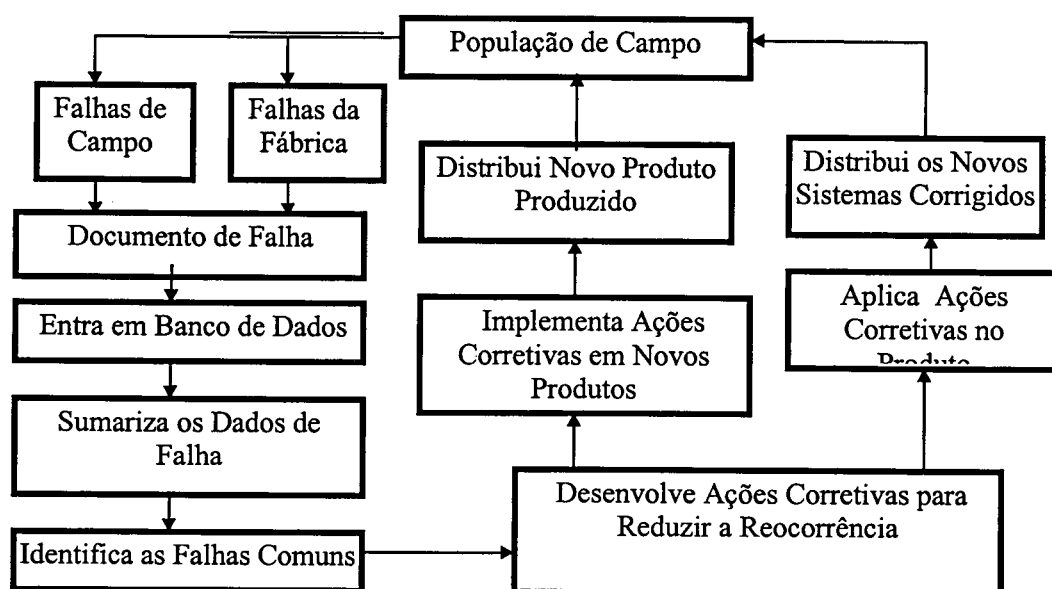 População de Campo
Falhas de
Campo
Falhas da
Fábrica
Documento de Falha
Entra em Banco de Dados
Sumariza os Dados de
Falha
Identifica as Falhas Comuns
Desenvolve Ações Corretivas para
Reduzir a Reocorrência
Implementa Ações
Corretivas em Novos
Produtos
Distribui Novo Produto
Produzido
Aplica Ações
Corretivas no
Produto
Distribui os Novos
Sistemas Corrigidos